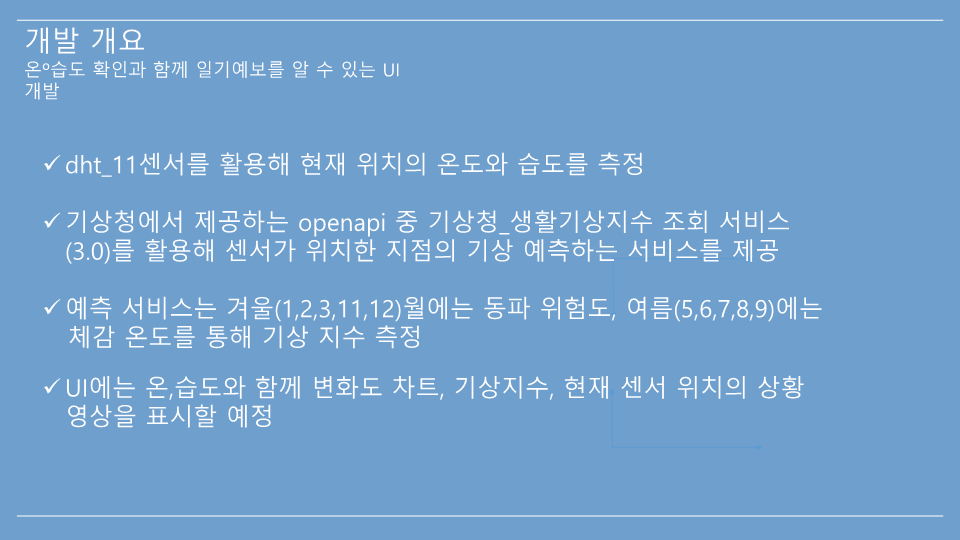 개발 개요
온º습도 확인과 함께 일기예보를 알 수 있는 UI
개발
✓ dht_11센서를 활용해 현재 위치의 온도와 습도를 측정
✓ 기상청에서 제공하는 openapi 중 기상청_생활기상지수 조회 서비스
(3.0)를 활용해 센서가 위치한 지점의 기상 예측하는 서비스를 제공
✓ 예측 서비스는 겨울(1,2,3,11,12)월에는 동파 위험도, 여름(5,6,7,8,9)에는
체감 온도를 통해 기상 지수 측정
✓ UI에는 온,습도와 함께 변화도 차트, 기상지수, 현재 센서 위치의 상황
영상을 표시할 예정